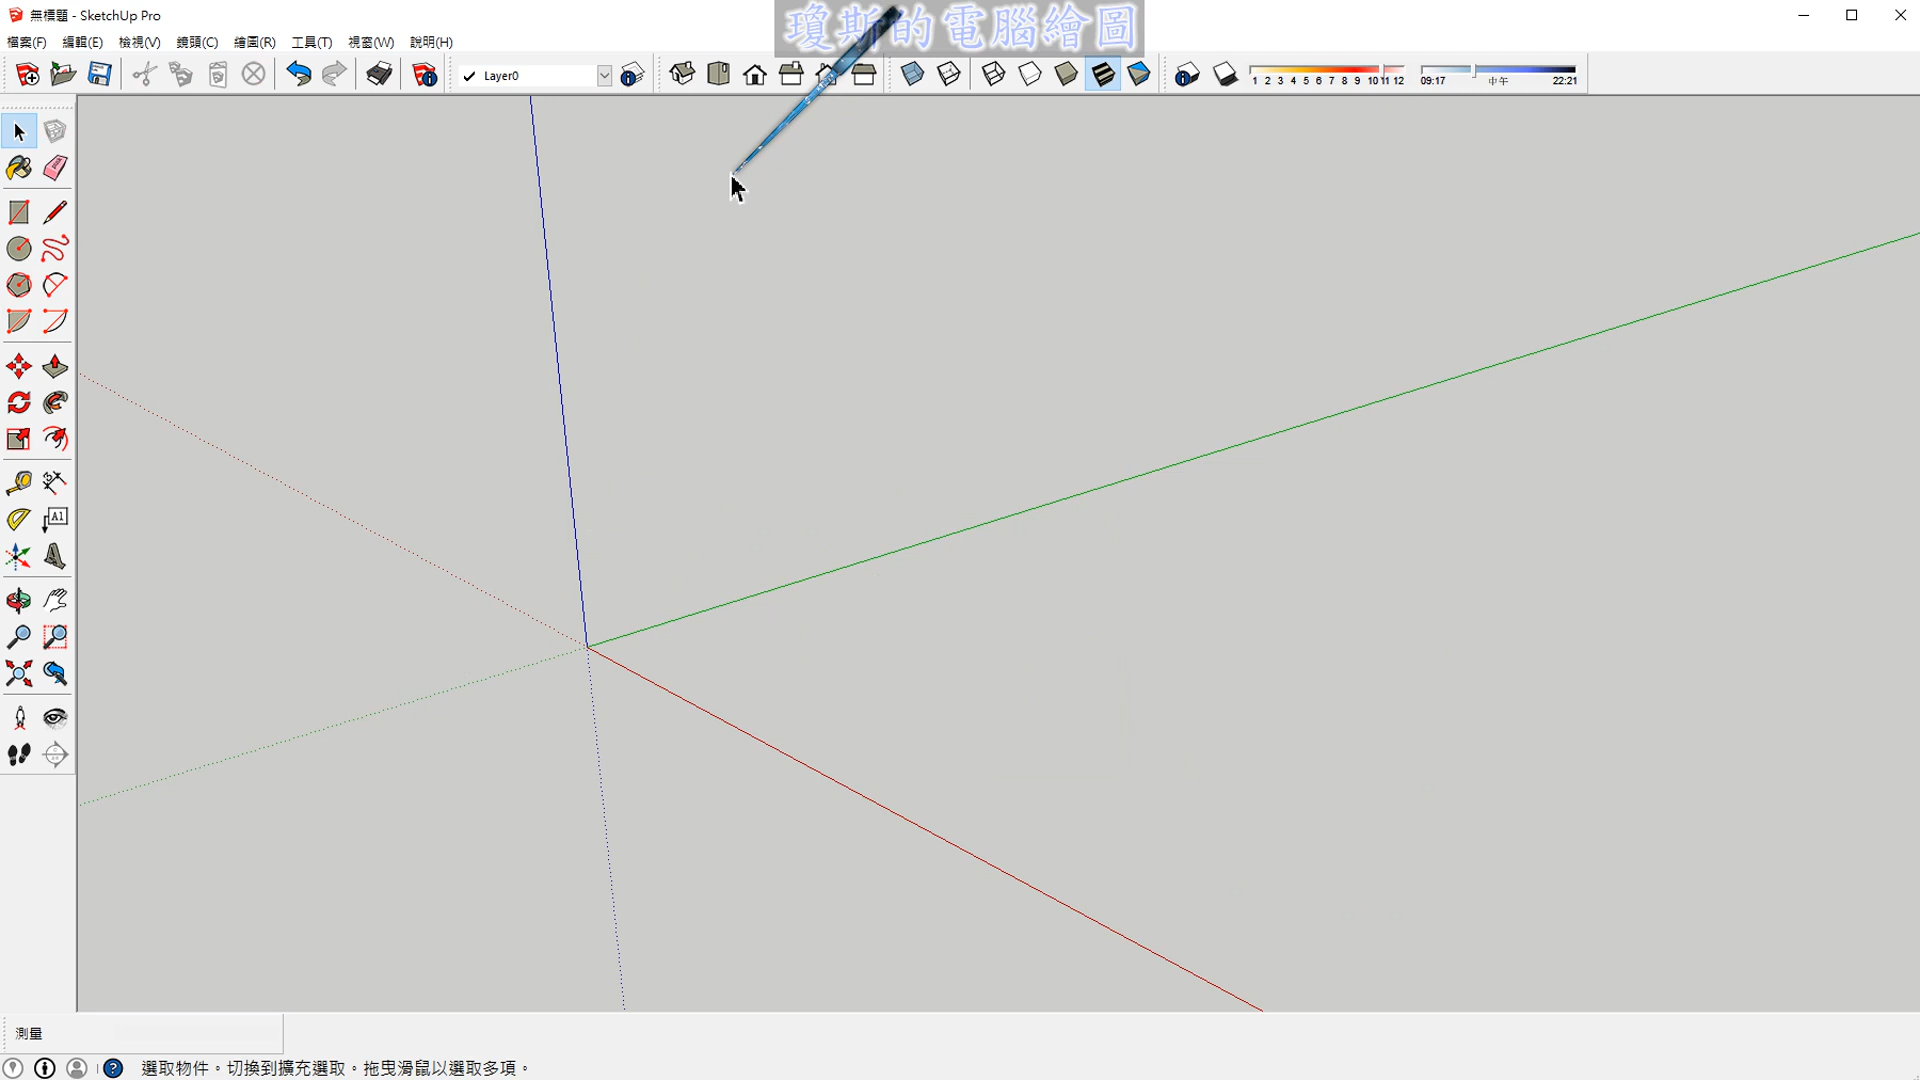 無標題 - SketchUp Pro
瓊斯的電腦繪圖
檔案(F) 編輯(E) 檢視(V) 鏡頭(C) 繪圖(R) 工具(T) 視窗(W) 說明(H)
Layer0
1 2 3 4 5 6 7 8 9 10 11 12
09:17 中午 22:21
A1
測量
選取物件。切換到擴充選取。拖曳滑鼠以選取多項。